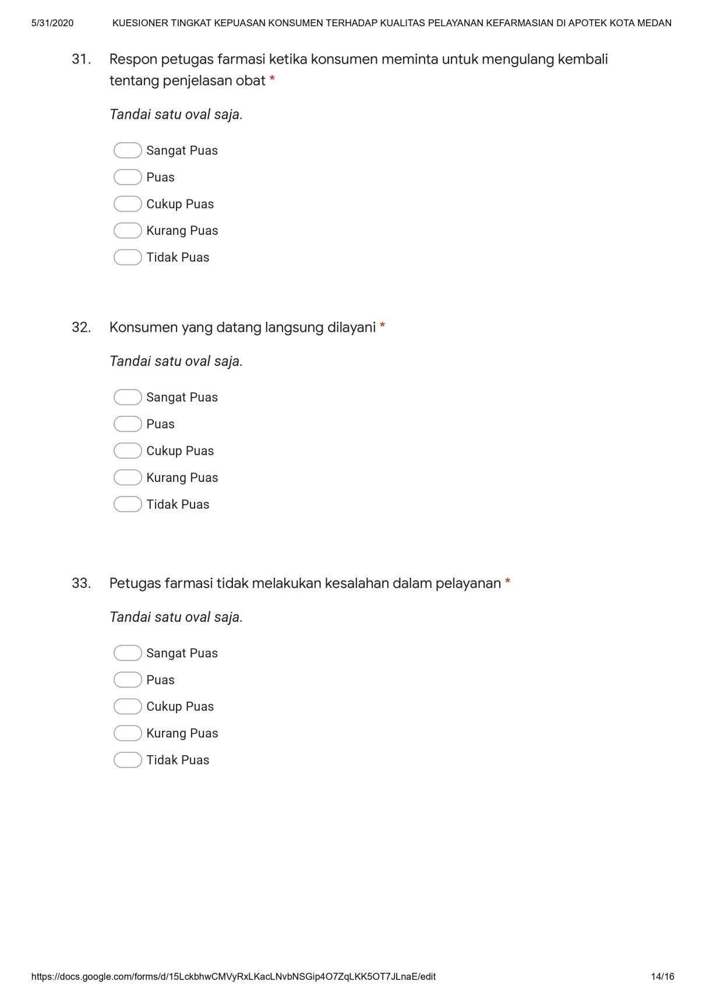 5/31/2020 KUESIONER TINGKAT KEPUASAN KONSUMEN TERHADAP KUALITAS PELAYANAN KEFARMASIAN DI APOTEK KOTA MEDAN
31. Respon petugas farmasi ketika konsumen meminta untuk mengulang kembali
tentang penjelasan obat *
Tandai satu oval saja.
Sangat Puas
Puas
Cukup Puas
Kurang Puas
Tidak Puas
32. Konsumen yang datang langsung dilayani *
Tandai satu oval saja.
Sangat Puas
Puas
Cukup Puas
Kurang Puas
Tidak Puas
33. Petugas farmasi tidak melakukan kesalahan dalam pelayanan *
Tandai satu oval saja.
Sangat Puas
Puas
Cukup Puas
Kurang Puas
Tidak Puas
https://docs.google.com/forms/d/15LckbhwCMVyRxLKacLNvbNSGip4O7ZqLKK5OT7JLnaE/edit 14/16